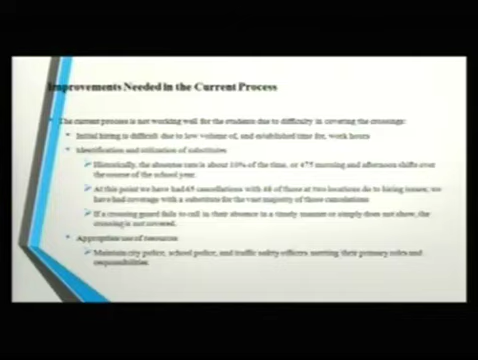 Improvements Needed in the Current Process
The current process is not working well for the students due to difficulty in covering the crossings:
Initial hiring is difficult due to low volume of, and established time for, work hours
Identification and utilization of substitutes
Historically, the absentee rate is about 10% of the time, or 475 morning and afternoon shifts over
the course of the school year.
At this point we have had 65 cancellations with 48 of those at two locations do to hiring issues; we
have had coverage with a substitute for the vast majority of those cancellations
If a crossing guard fails to call in their absence in a timely manner or simply does not show, the
crossing is not covered.
Appropriate use of resources
Maintain city police, school police, and traffic safety officers meeting their primary roles and
responsibilities